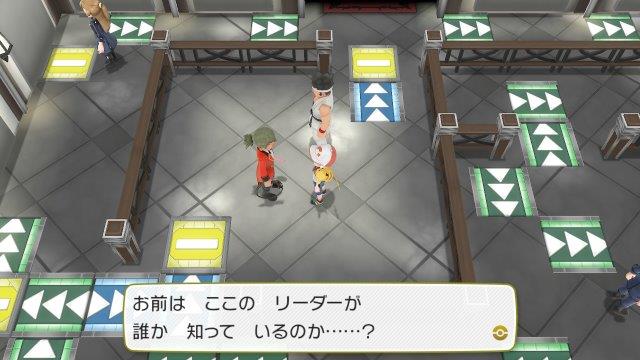 お前は ここの リーダーが
誰か 知って いるのか……?